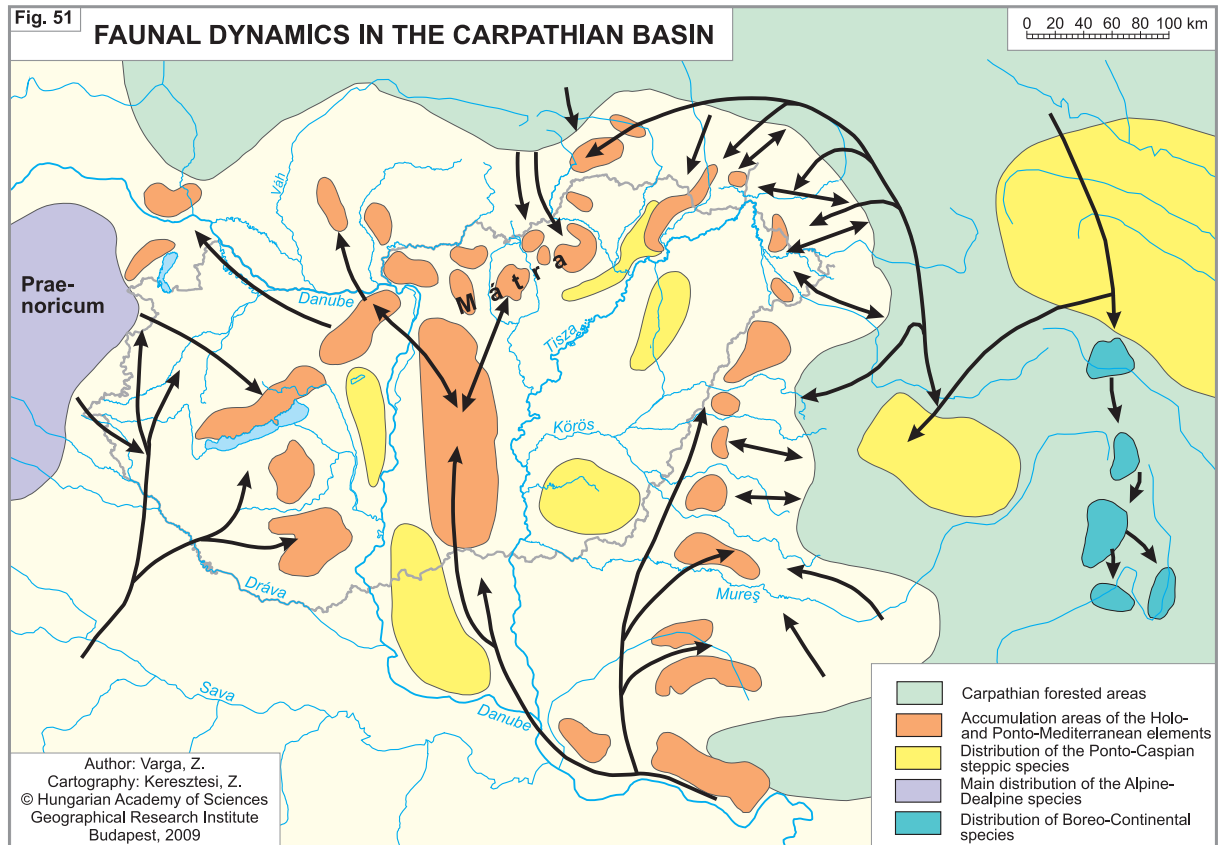 Fig. 51
FAUNAL DYNAMICS IN THE CARPATHIAN BASIN
0 20 40 60 80 100 km
Váh
Prae-
noricum
Danube
Mátra
Tisza
Körös
Dráva
Mureş
Sava
Danube
Carpathian forested areas
Accumulation areas of the Holo-
and Ponto-Mediterranean elements
Distribution of the Ponto-Caspian
steppic species
Main distribution of the Alpine-
Dealpine species
Distribution of Boreo-Continental
species
Author: Varga, Z.
Cartography: Keresztesi, Z.
© Hungarian Academy of Sciences
Geographical Research Institute
Budapest, 2009